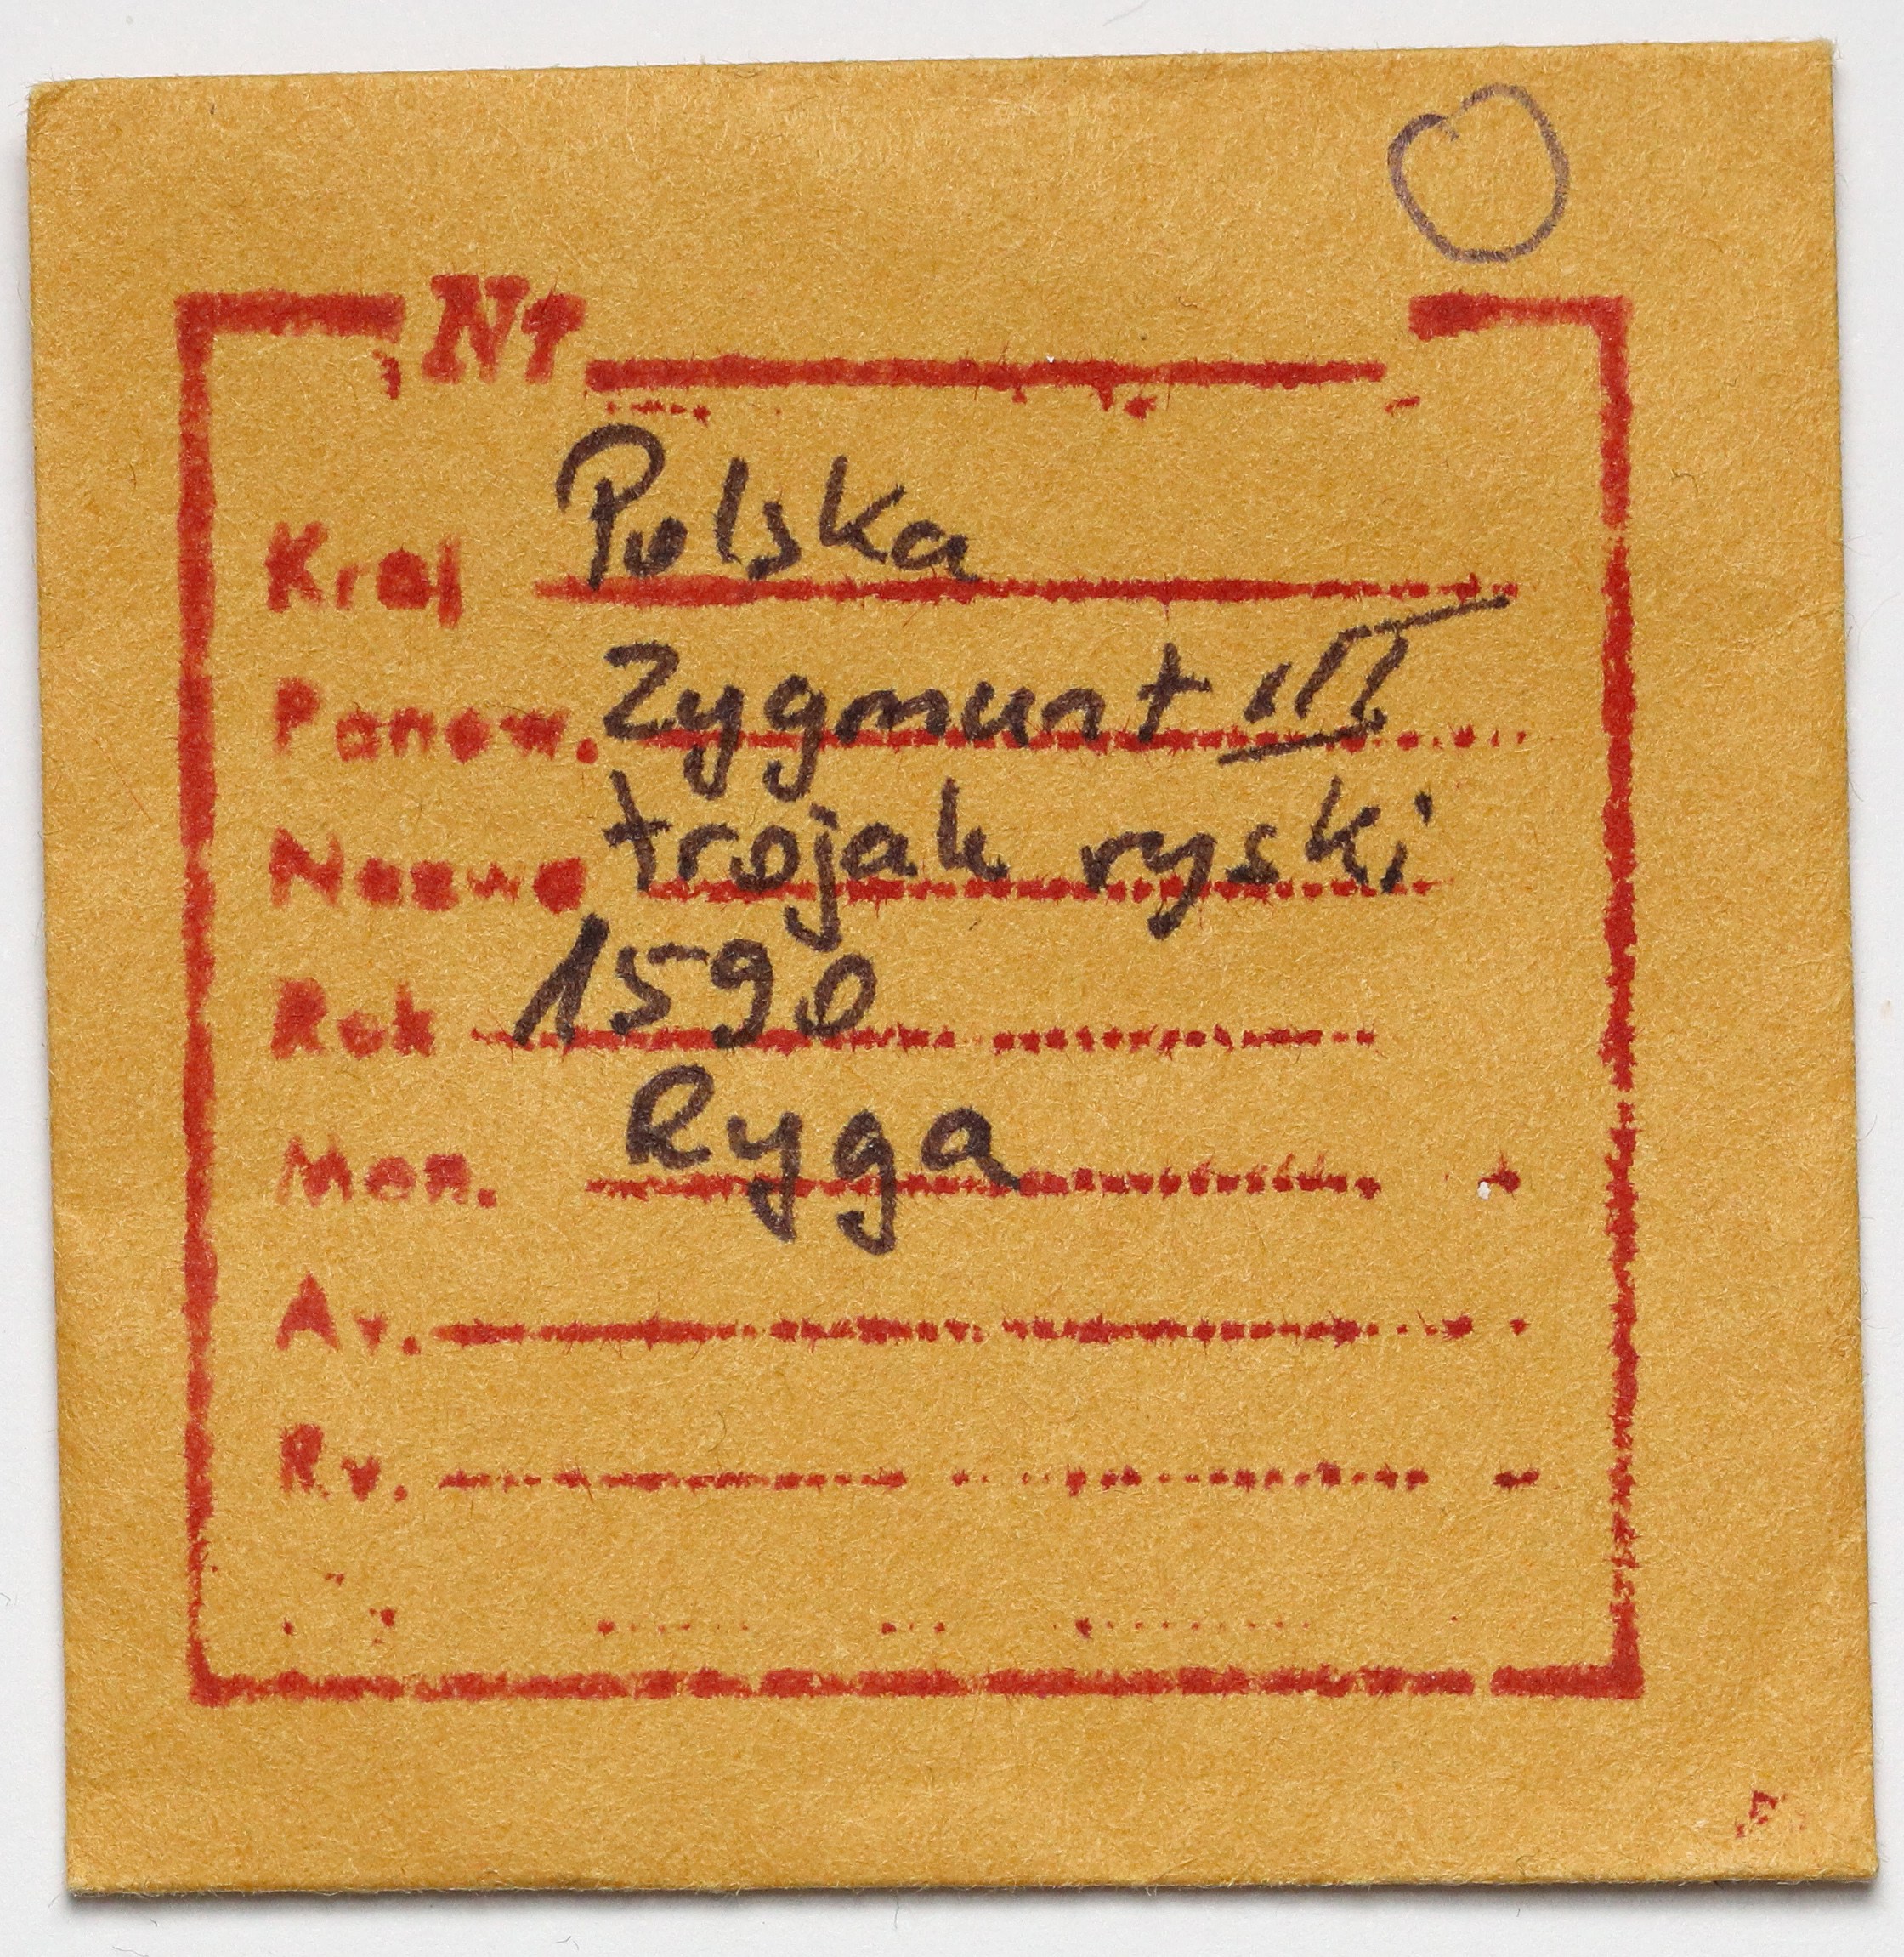 Nr
Kraj Polska
Panow. Zygmunt III
Nazwa trojak ryski
Rok 1590
Men. Ryga
Av.
Rv.